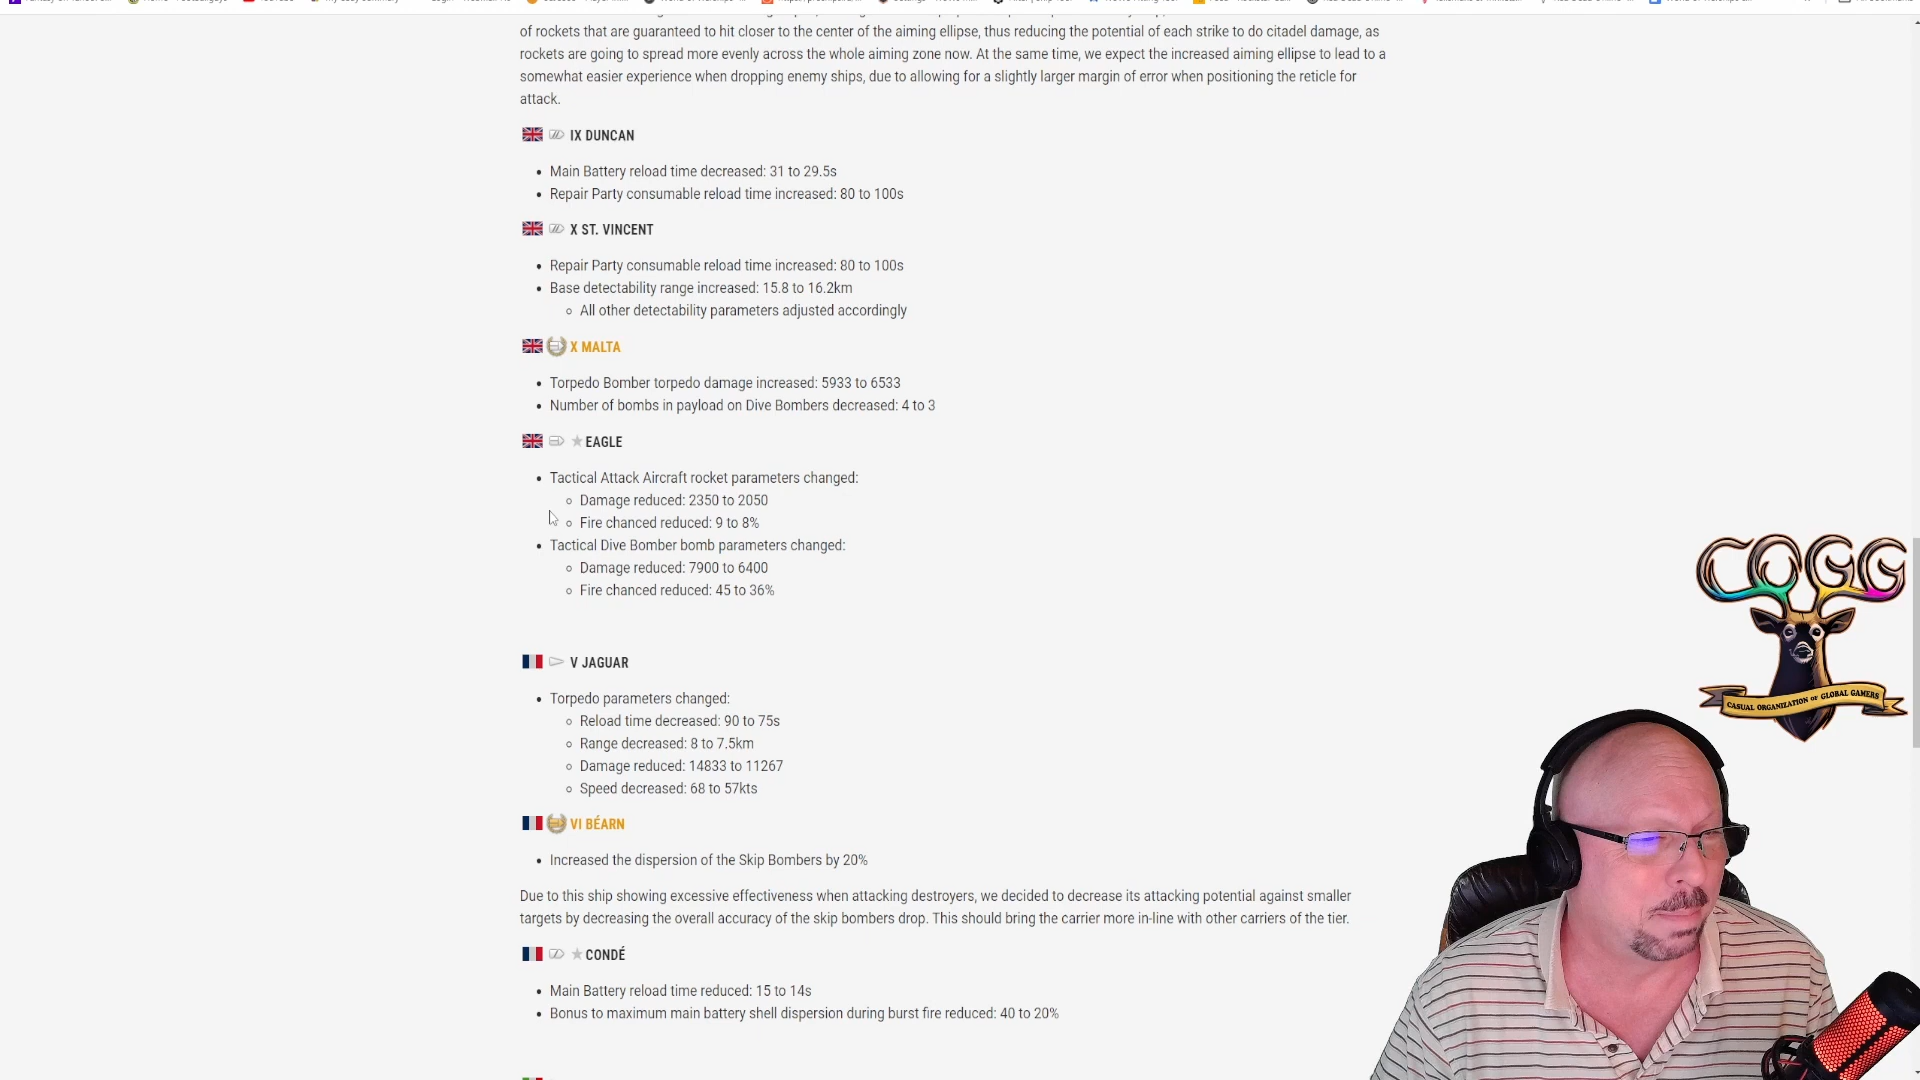 of rockets that are guaranteed to hit closer to the center of the aiming ellipse, thus reducing the potential of each strike to do citadel damage, as
rockets are going to spread more evenly across the whole aiming zone now. At the same time, we expect the increased aiming ellipse to lead to a
somewhat easier experience when dropping enemy ships, due to allowing for a slightly larger margin of error when positioning the reticle for
attack.
IX DUNCAN
Main Battery reload time decreased: 31 to 29.5s
Repair Party consumable reload time increased: 80 to 100s
X ST. VINCENT
Repair Party consumable reload time increased: 80 to 100s
Base detectability range increased: 15.8 to 16.2km
All other detectability parameters adjusted accordingly
X MALTA
Torpedo Bomber torpedo damage increased: 5933 to 6533
Number of bombs in payload on Dive Bombers decreased: 4 to 3
EAGLE
Tactical Attack Aircraft rocket parameters changed:
Damage reduced: 2350 to 2050
Fire chanced reduced: 9 to 8%
Tactical Dive Bomber bomb parameters changed:
Damage reduced: 7900 to 6400
Fire chanced reduced: 45 to 36%
V JAGUAR
Torpedo parameters changed:
Reload time decreased: 90 to 75s
Range decreased: 8 to 7.5km
Damage reduced: 14833 to 11267
Speed decreased: 68 to 57kts
VI BÉARN
Increased the dispersion of the Skip Bombers by 20%
Due to this ship showing excessive effectiveness when attacking destroyers, we decided to decrease its attacking potential against smaller
targets by decreasing the overall accuracy of the skip bombers drop. This should bring the carrier more in-line with other carriers of the tier.
CONDÉ
Main Battery reload time reduced: 15 to 14s
Bonus to maximum main battery shell dispersion during burst fire reduced: 40 to 20%
COGG
CASUAL ORGANIZATION OF GLOBAL GAMERS